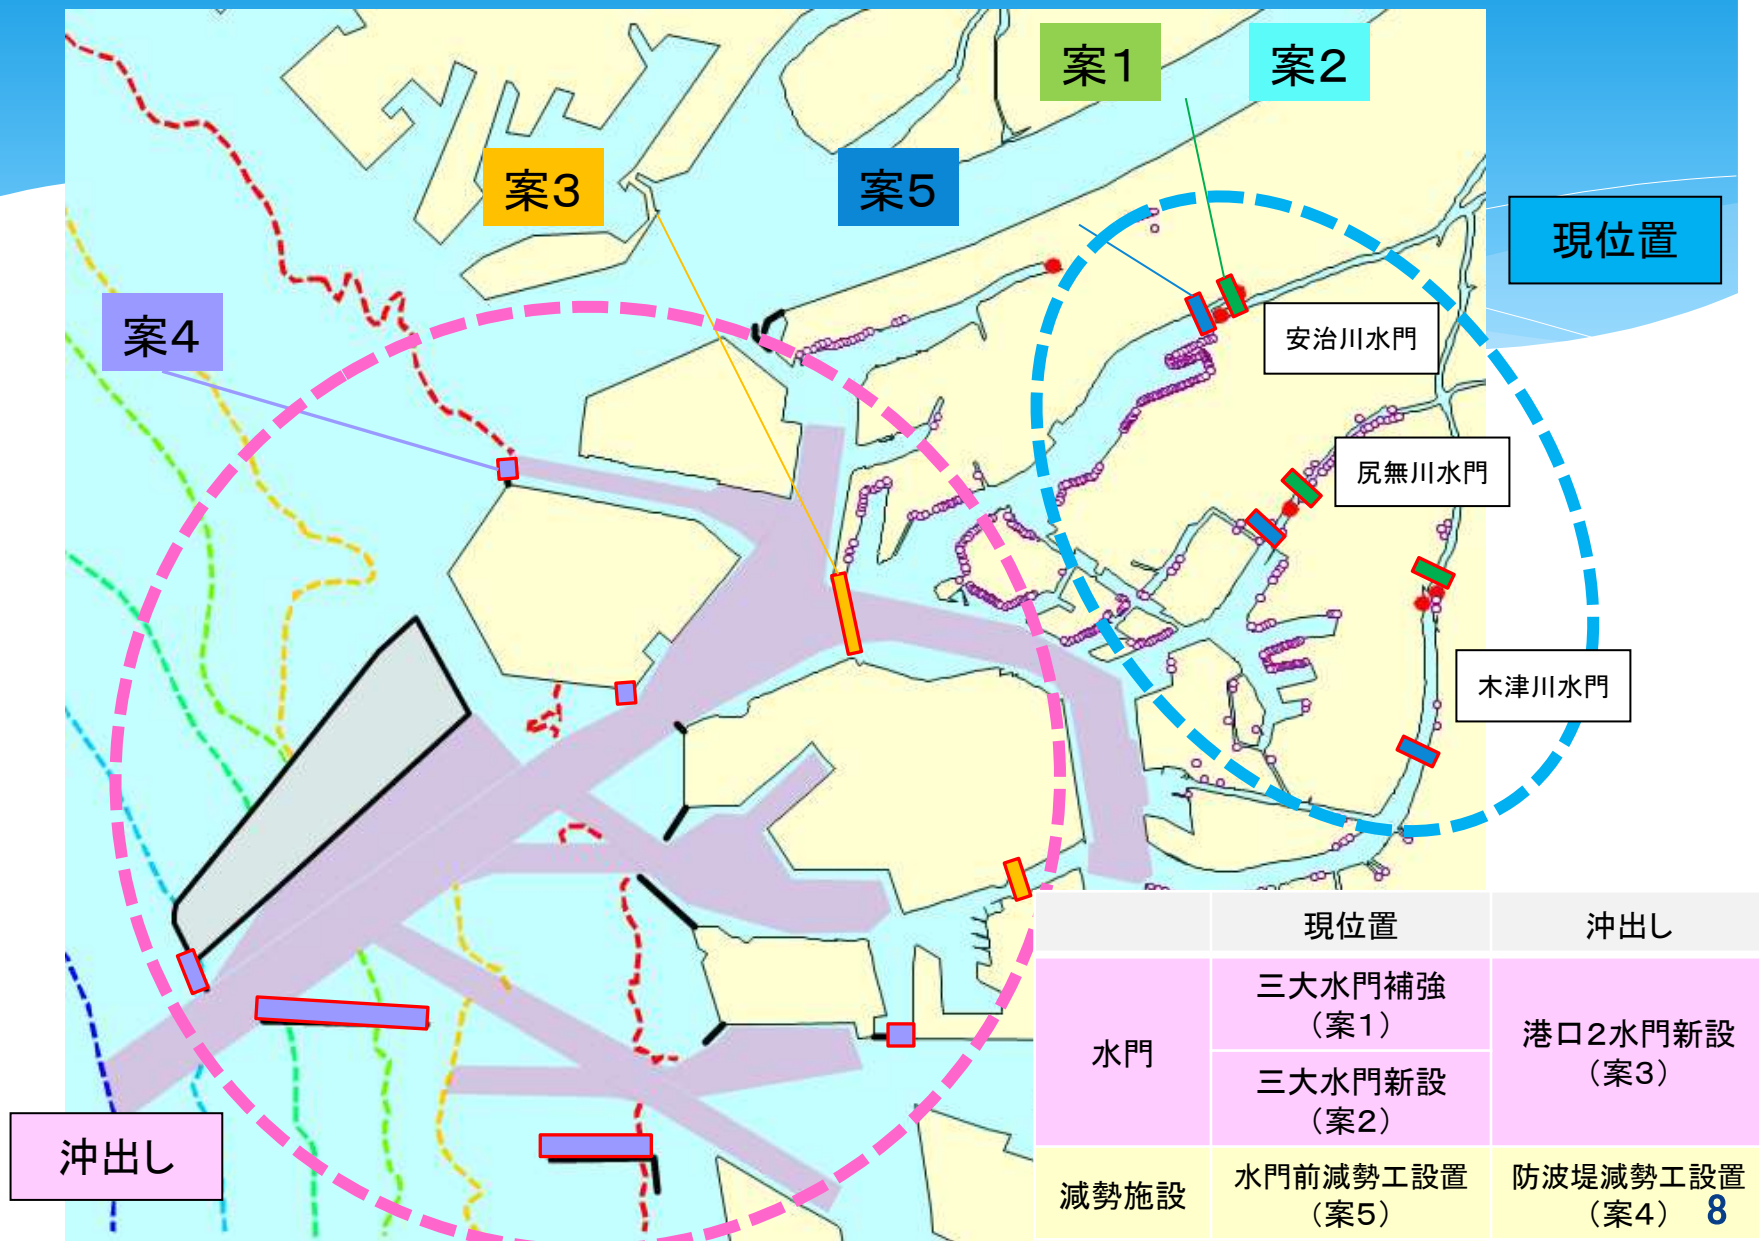 案1
案2
案3
案5
現位置
案4
安治川水門
尻無川水門
木津川水門
沖出し
現位置
沖出し
水門
三大水門補強
（案1）
三大水門新設
（案2）
港口2水門新設
（案3）
減勢施設
水門前減勢工設置
（案5）
防波堤減勢工設置
（案4）
8